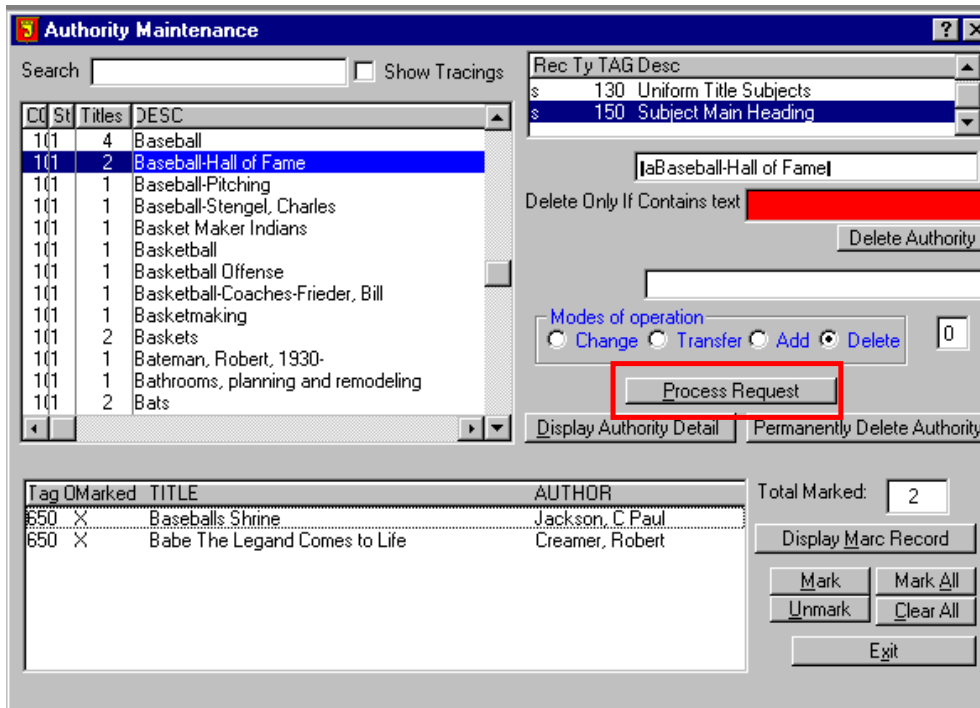 Authority Maintenance
Search
Show Tracings
Rec Ty TAG Desc
s 130 Uniform Title Subjects
s 150 Subject Main Heading
St Titles DESC
4 Baseball
2 Baseball-Hall of Fame
1 Baseball-Pitching
1 Baseball-Stengel, Charles
1 Basket Maker Indians
1 Basketball
1 Basketball Offense
1 Basketball-Coaches-Frieder, Bill
1 Basketmaking
2 Baskets
1 Bateman, Robert, 1930-
1 Bathrooms, planning and remodeling
2 Bats
aBaseball-Hall of Fame
Delete Only If Contains text
Delete Authority
Modes of operation
Change Transfer Add Delete
0
Process Request
Display Authority Detail
Permanently Delete Authority
Tag Marked TITLE AUTHOR
650 X Baseballs Shrine Jackson, C Paul
650 X Babe The Legand Comes to Life Creamer, Robert
Total Marked: 2
Display Marc Record
Mark
Mark All
Unmark
Clear All
Exit